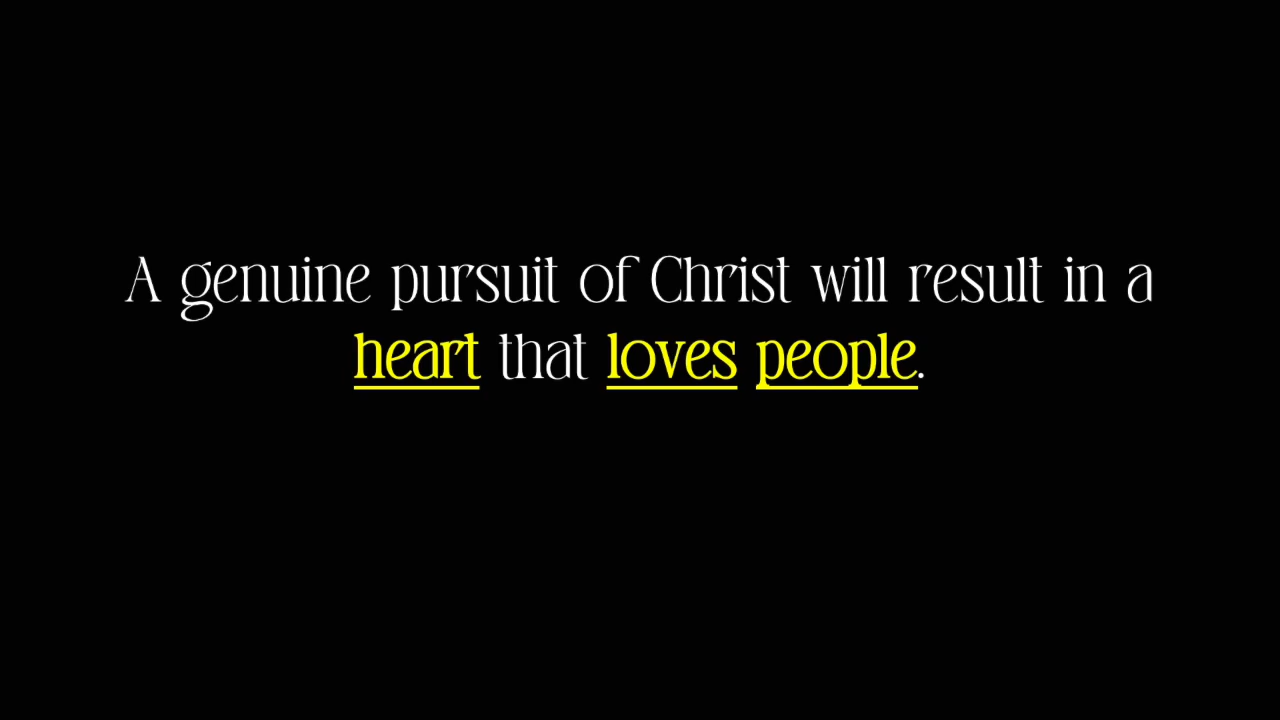 A genuine pursuit of Christ will result in a
heart that loves people.